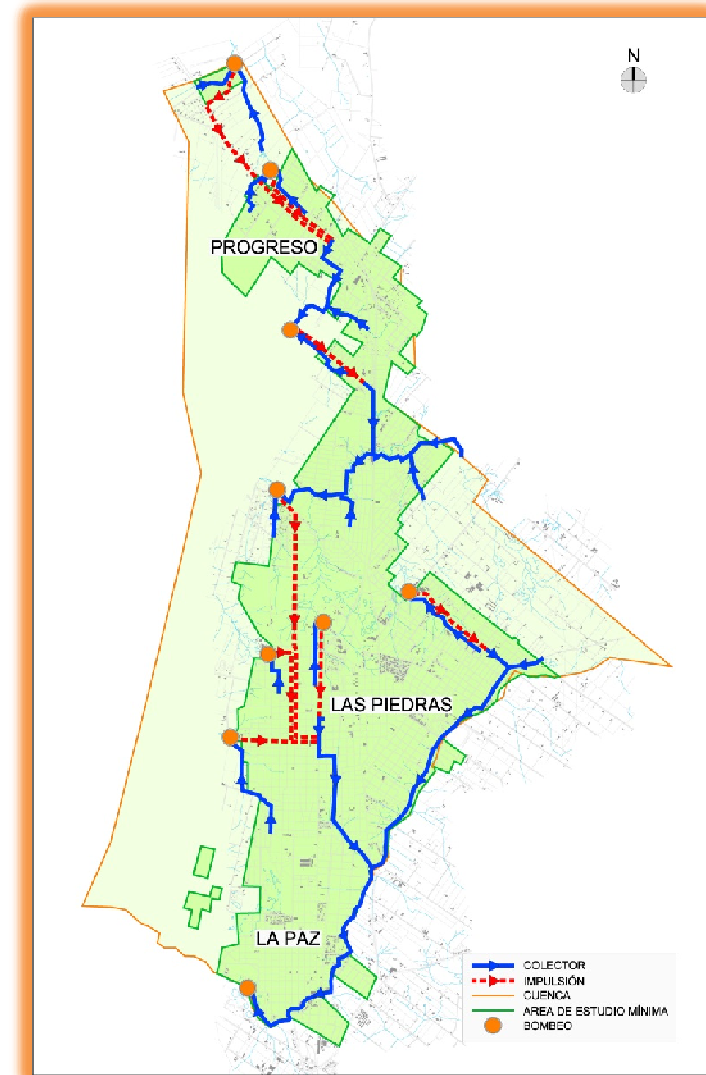 N
PROGRESO
LAS PIEDRAS
LA PAZ
COLECTOR
IMPULSIÓN
CUENCA
AREA DE ESTUDIO MÍNIMA
BOMBEO